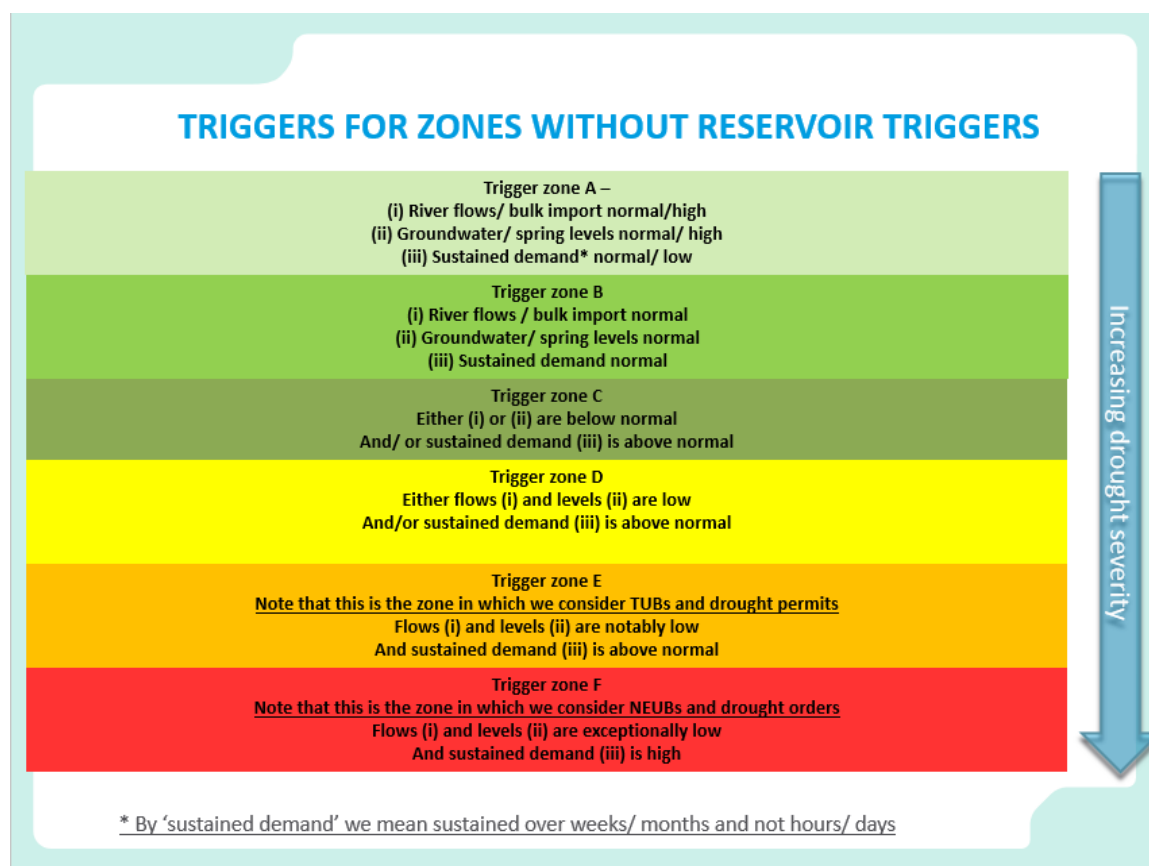 TRIGGERS FOR ZONES WITHOUT RESERVOIR TRIGGERS
Trigger zone A –
(i) River flows/ bulk import normal/high
(ii) Groundwater/ spring levels normal/ high
(iii) Sustained demand* normal/ low
Trigger zone B
(i) River flows / bulk import normal
(ii) Groundwater/ spring levels normal
(iii) Sustained demand normal
Trigger zone C
Either (i) or (ii) are below normal
And/ or sustained demand (iii) is above normal
Trigger zone D
Either flows (i) and levels (ii) are low
And/or sustained demand (iii) is above normal
Trigger zone E
Note that this is the zone in which we consider TUBs and drought permits
Flows (i) and levels (ii) are notably low
And sustained demand (iii) is above normal
Trigger zone F
Note that this is the zone in which we consider NEUBs and drought orders
Flows (i) and levels (ii) are exceptionally low
And sustained demand (iii) is high
Increasing drought severity
* By ‘sustained demand’ we mean sustained over weeks/ months and not hours/ days